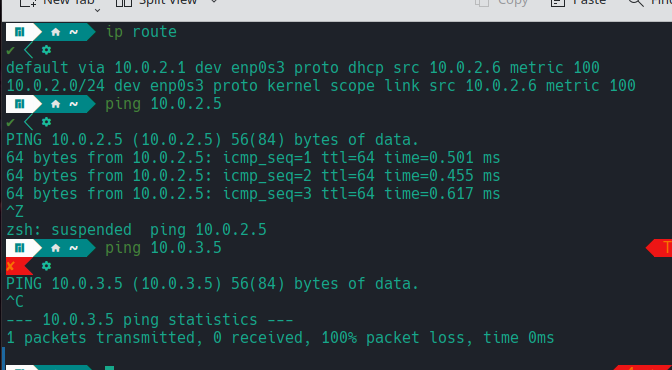 New Tab Split View Copy Paste
~ ip route
default via 10.0.2.1 dev enp0s3 proto dhcp src 10.0.2.6 metric 100
10.0.2.0/24 dev enp0s3 proto kernel scope link src 10.0.2.6 metric 100
~ ping 10.0.2.5
PING 10.0.2.5 (10.0.2.5) 56(84) bytes of data.
64 bytes from 10.0.2.5: icmp_seq=1 ttl=64 time=0.501 ms
64 bytes from 10.0.2.5: icmp_seq=2 ttl=64 time=0.455 ms
64 bytes from 10.0.2.5: icmp_seq=3 ttl=64 time=0.617 ms
^Z
zsh: suspended  ping 10.0.2.5
~ ping 10.0.3.5
PING 10.0.3.5 (10.0.3.5) 56(84) bytes of data.
^C
--- 10.0.3.5 ping statistics ---
1 packets transmitted, 0 received, 100% packet loss, time 0ms